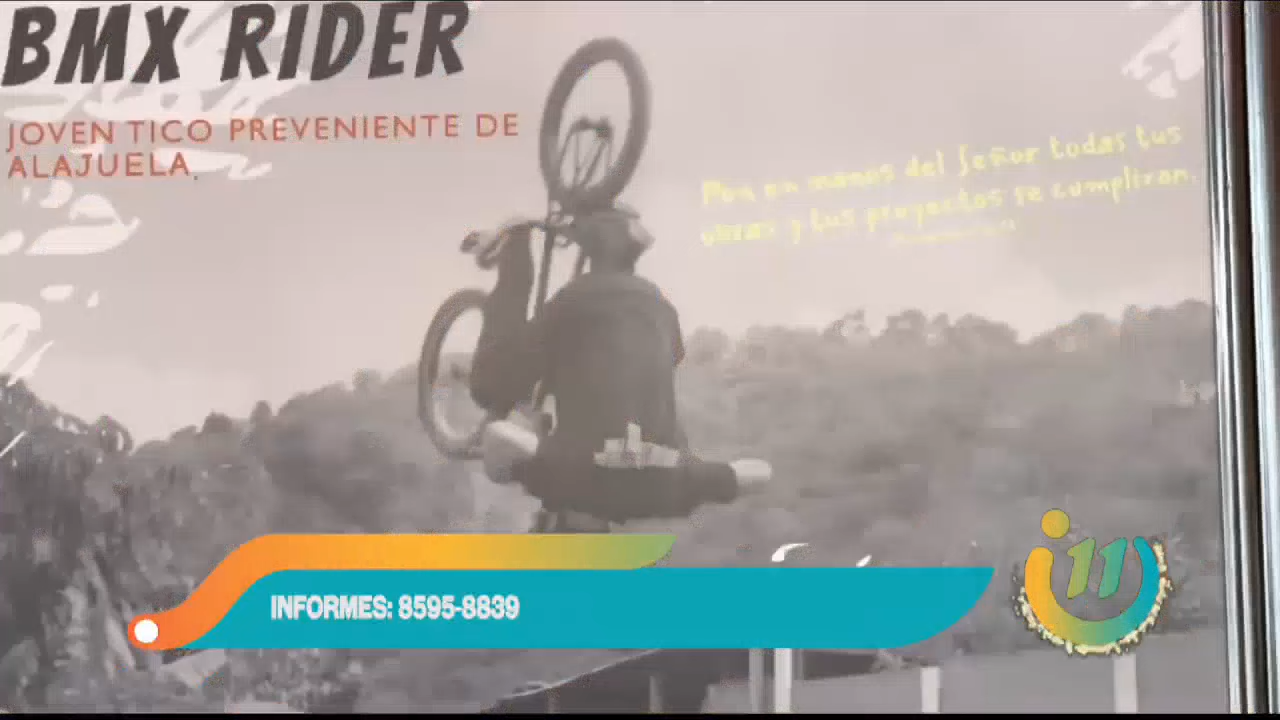 BMX RIDER
JOVEN TICO PREVENIENTE DE
ALAJUELA.
Pon en manos del Señor todas tus
obras y tus proyectos se cumpliran.
INFORMES: 8595-8839
11